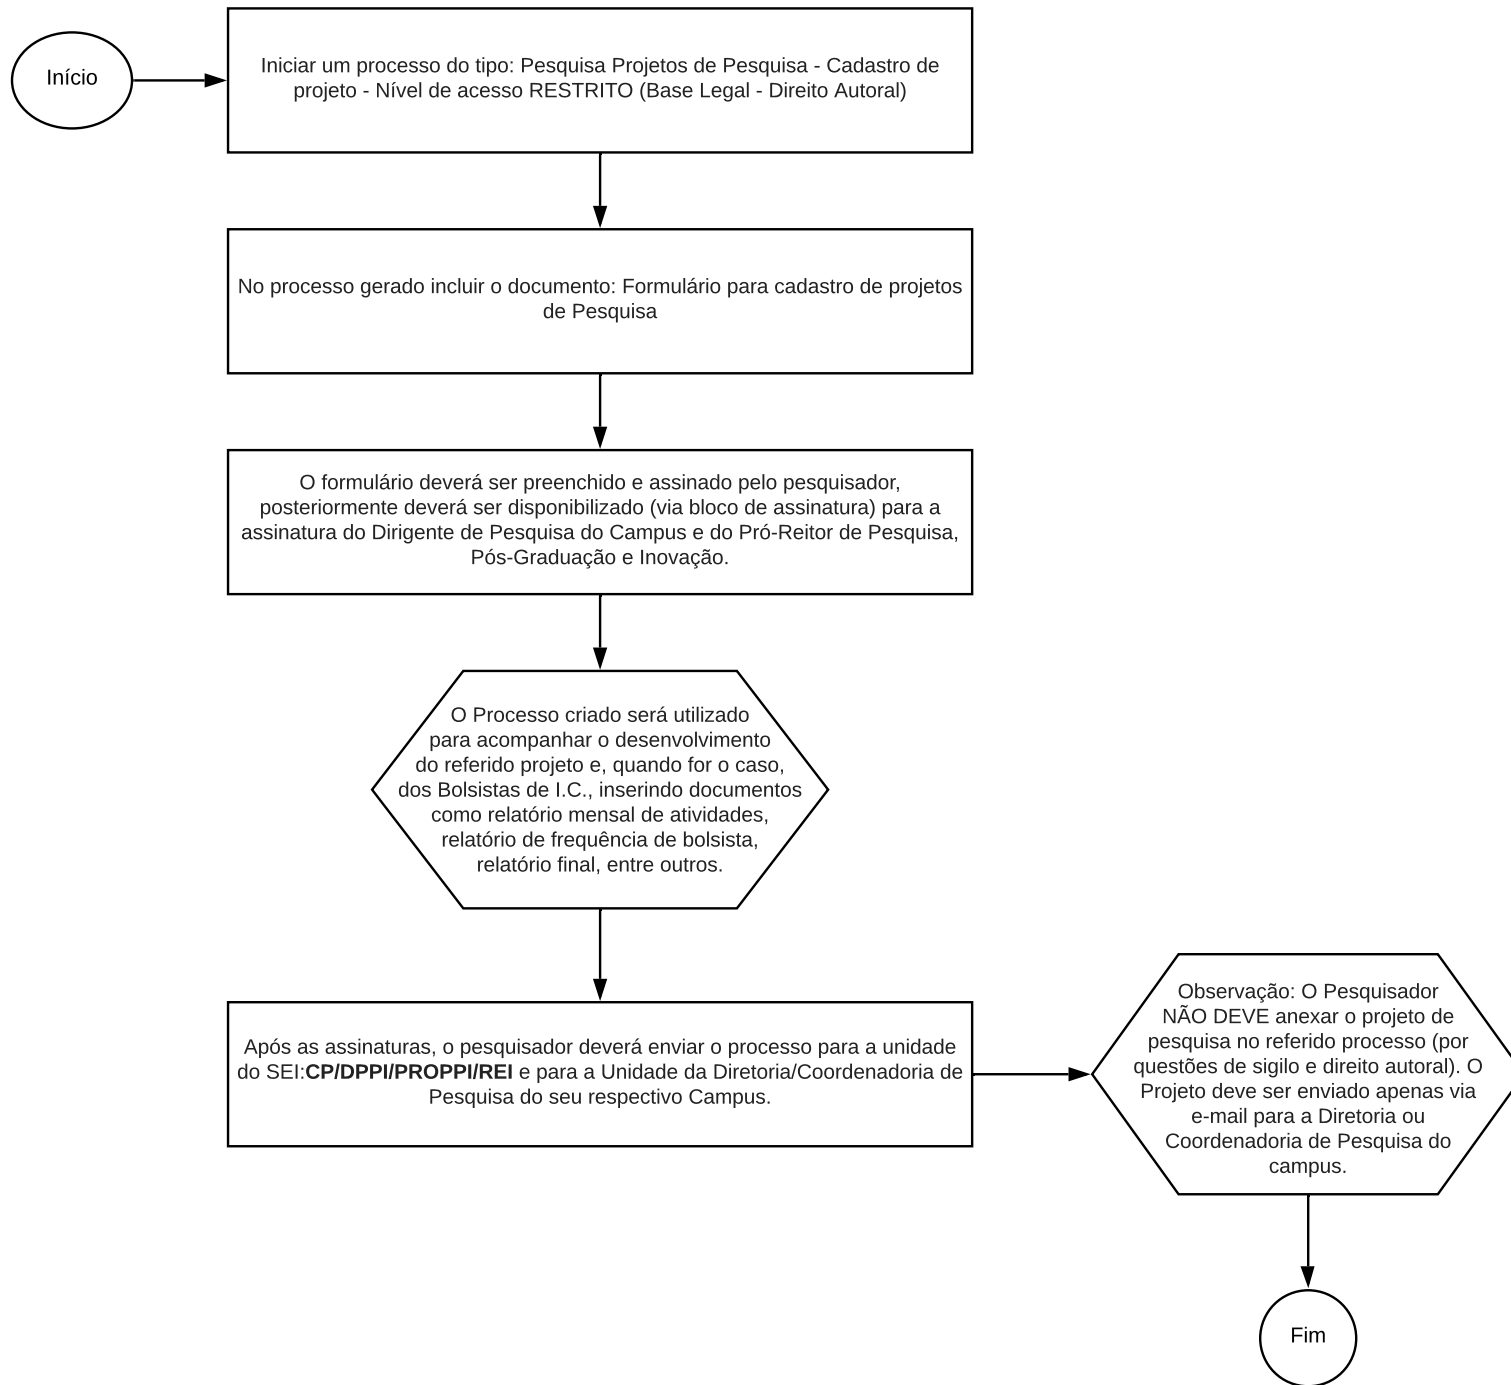 Início
Iniciar um processo do tipo: Pesquisa Projetos de Pesquisa - Cadastro de
projeto - Nível de acesso RESTRITO (Base Legal - Direito Autoral)
No processo gerado incluir o documento: Formulário para cadastro de projetos
de Pesquisa
O formulário deverá ser preenchido e assinado pelo pesquisador,
posteriormente deverá ser disponibilizado (via bloco de assinatura) para a
assinatura do Dirigente de Pesquisa do Campus e do Pró-Reitor de Pesquisa,
Pós-Graduação e Inovação.
O Processo criado será utilizado
para acompanhar o desenvolvimento
do referido projeto e, quando for o caso,
dos Bolsistas de I.C., inserindo documentos
como relatório mensal de atividades,
relatório de frequência de bolsista,
relatório final, entre outros.
Após as assinaturas, o pesquisador deverá enviar o processo para a unidade
do SEI:CP/DPPI/PROPPI/REI e para a Unidade da Diretoria/Coordenadoria de
Pesquisa do seu respectivo Campus.
Observação: O Pesquisador
NÃO DEVE anexar o projeto de
pesquisa no referido processo (por
questões de sigilo e direito autoral). O
Projeto deve ser enviado apenas via
e-mail para a Diretoria ou
Coordenadoria de Pesquisa do
campus.
Fim